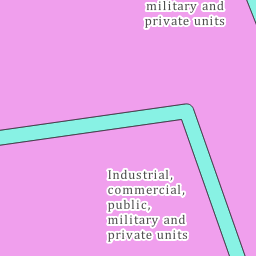 military and
private units
Industrial,
commercial,
public,
military and
private units